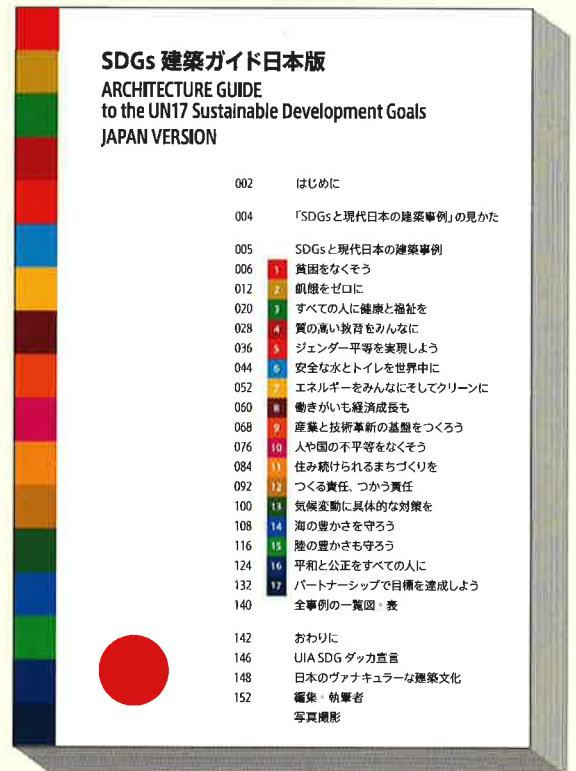 SDGs 建築ガイド日本版
ARCHITECTURE GUIDE
to the UN17 Sustainable Development Goals
JAPAN VERSION
002 はじめに
004 「SDGsと現代日本の建築事例」の見かた
005 SDGsと現代日本の建築事例
006 1 貧困をなくそう
012 2 飢餓をゼロに
020 3 すべての人に健康と福祉を
028 4 質の高い教育をみんなに
036 5 ジェンダー平等を実現しよう
044 6 安全な水とトイレを世界中に
052 7 エネルギーをみんなにそしてクリーンに
060 8 働きがいも経済成長も
068 9 産業と技術革新の基盤をつくろう
076 10 人や国の不平等をなくそう
084 11 住み続けられるまちづくりを
092 12 つくる責任、つかう責任
100 13 気候変動に具体的な対策を
108 14 海の豊かさを守ろう
116 15 陸の豊かさも守ろう
124 16 平和と公正をすべての人に
132 17 パートナーシップで目標を達成しよう
140 全事例の一覧図・表
142 おわりに
146 UIA SDG ダッカ宣言
148 日本のヴァナキュラーな建築文化
152 編集・執筆者
写真撮影